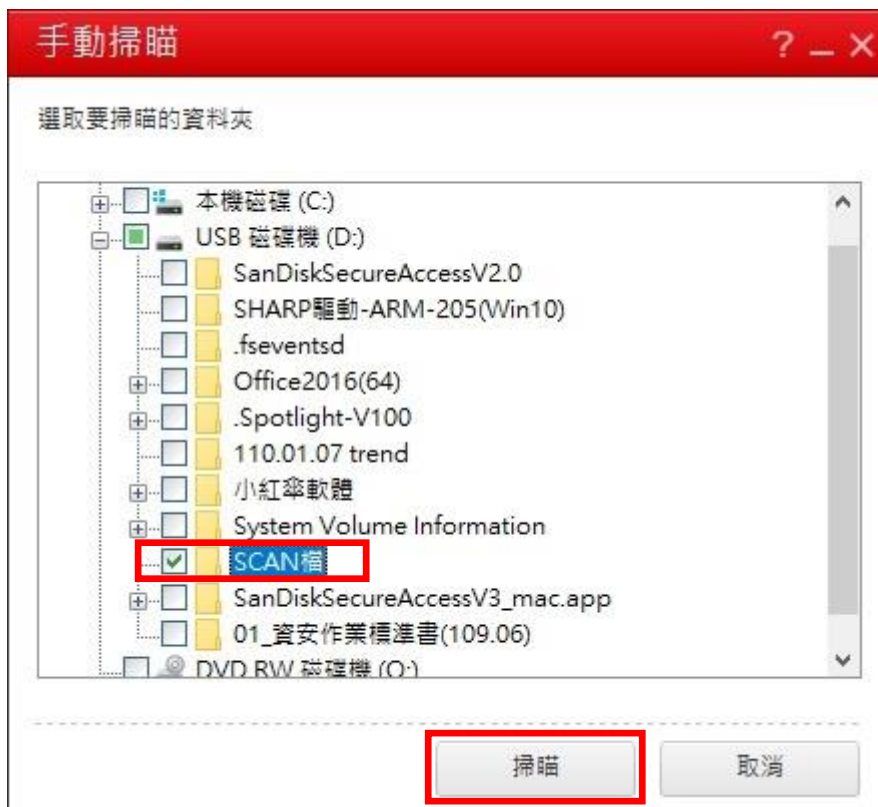 手動掃瞄
選取要掃瞄的資料夾
本機磁碟 (C:)
USB 磁碟機 (D:)
SanDiskSecureAccessV2.0
SHARP驅動-ARM-205(Win10)
.fseventsd
Office2016(64)
.Spotlight-V100
110.01.07 trend
小紅傘軟體
System Volume Information
SCAN檔
SanDiskSecureAccessV3_mac.app
01_資安作業標準書(109.06)
DVD RW 磁碟機 (Q:)
掃瞄 取消